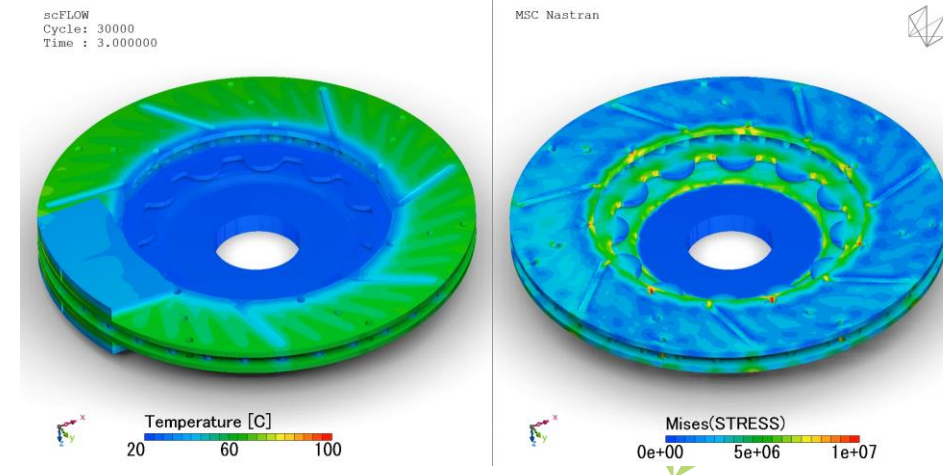 scFLOW
Cycle: 30000
Time : 3.000000
x
y
z
Temperature [C]
20 60 100
MSC Nastran
x
y
z
Mises(STRESS)
0e+00 5e+06 1e+07